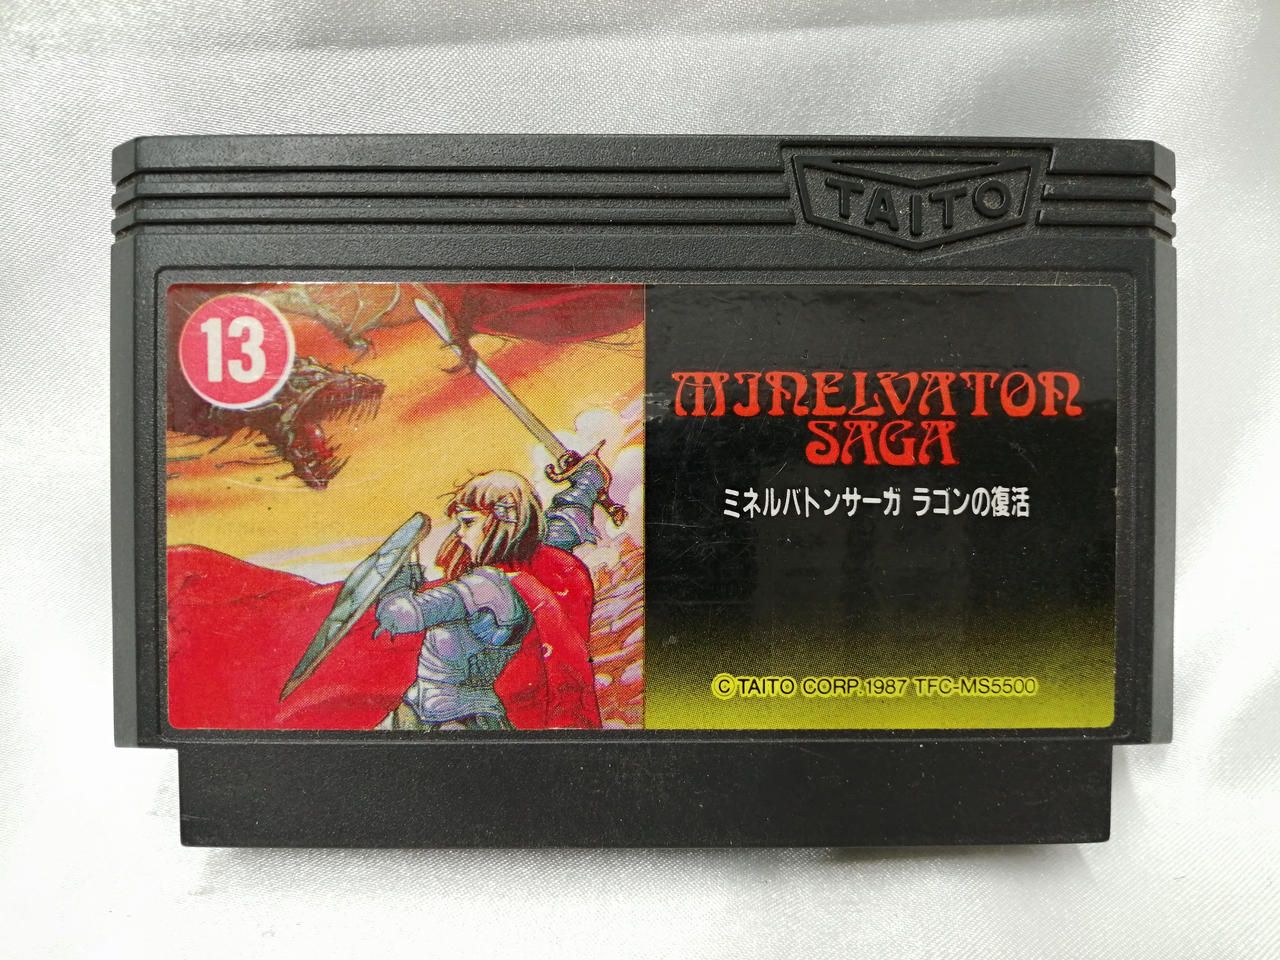 TAITO
13
MINELVATON
SAGA
ミネルバトンサーガ ラゴンの復活
©TAITO CORP.1987 TFC-MS5500